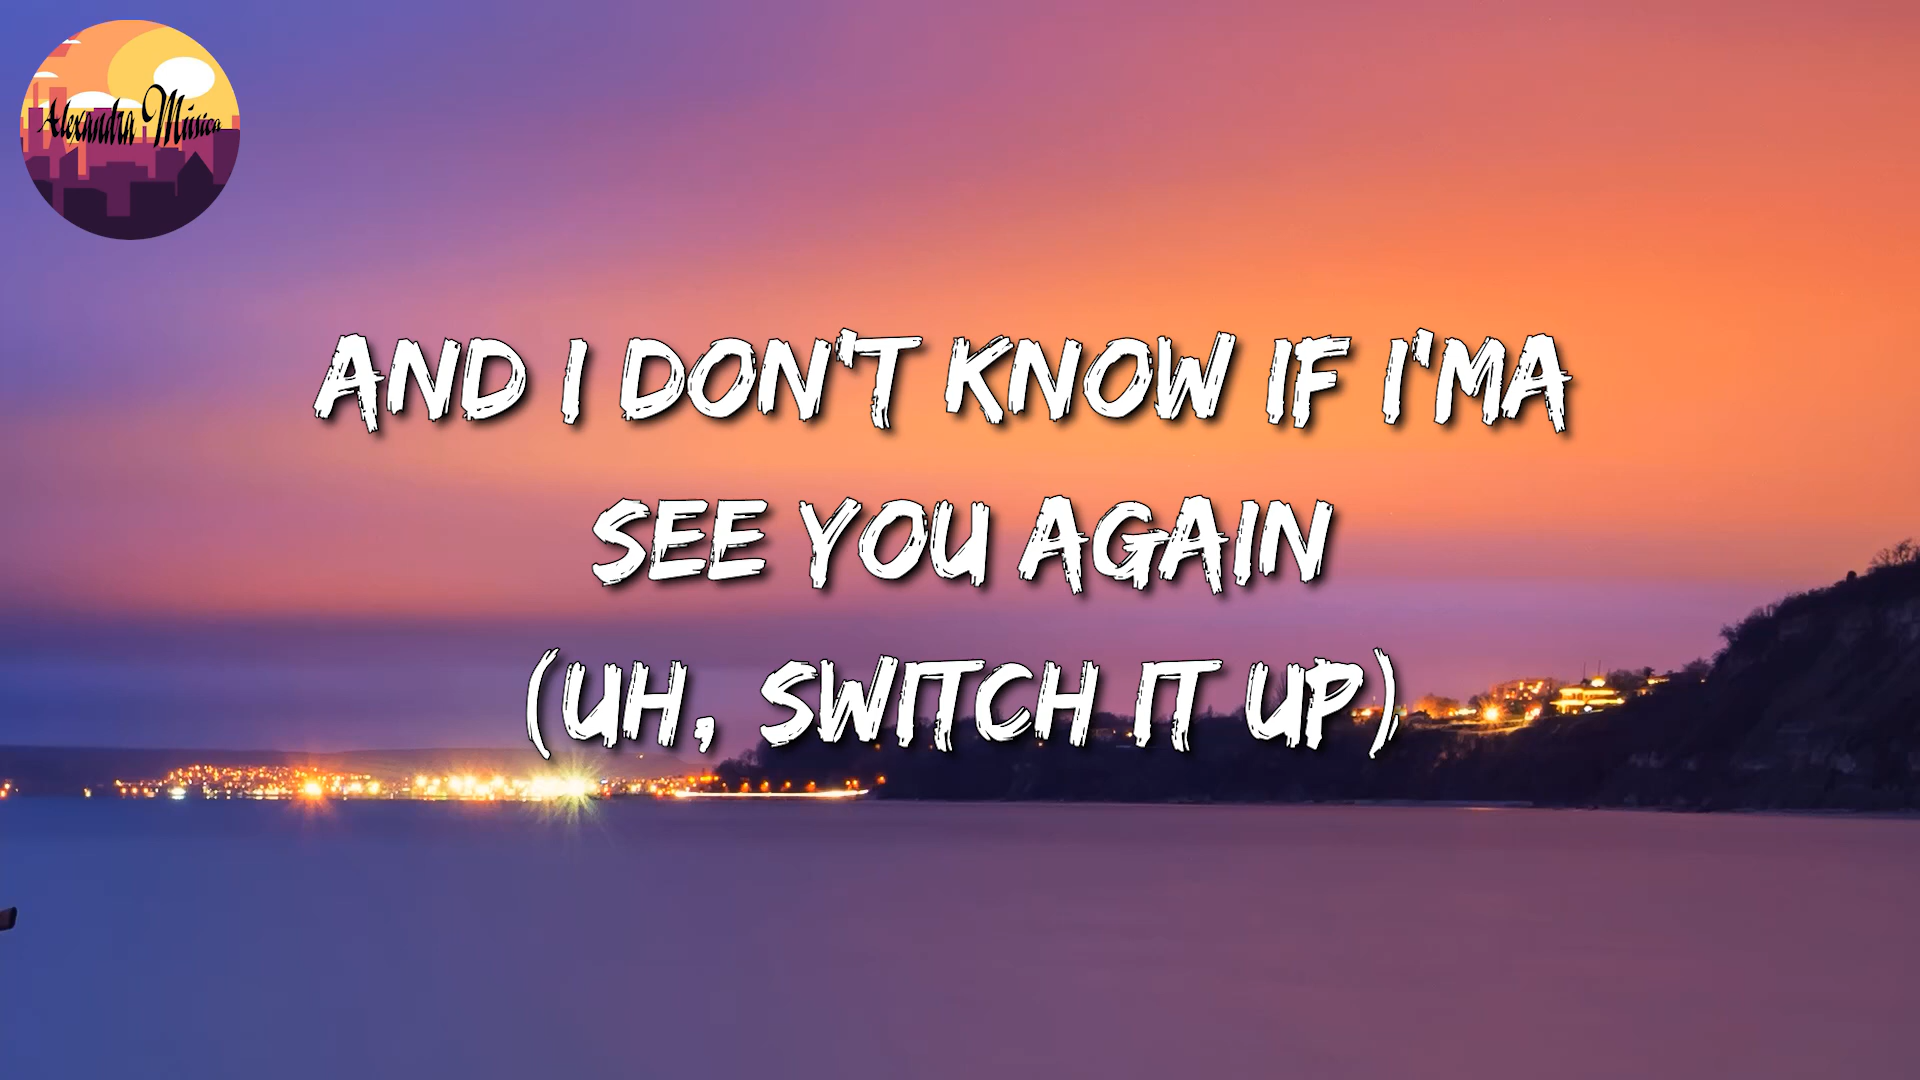 Alexandra Música
AND I DON'T KNOW IF I'MA
SEE YOU AGAIN
(UH, SWITCH IT UP)